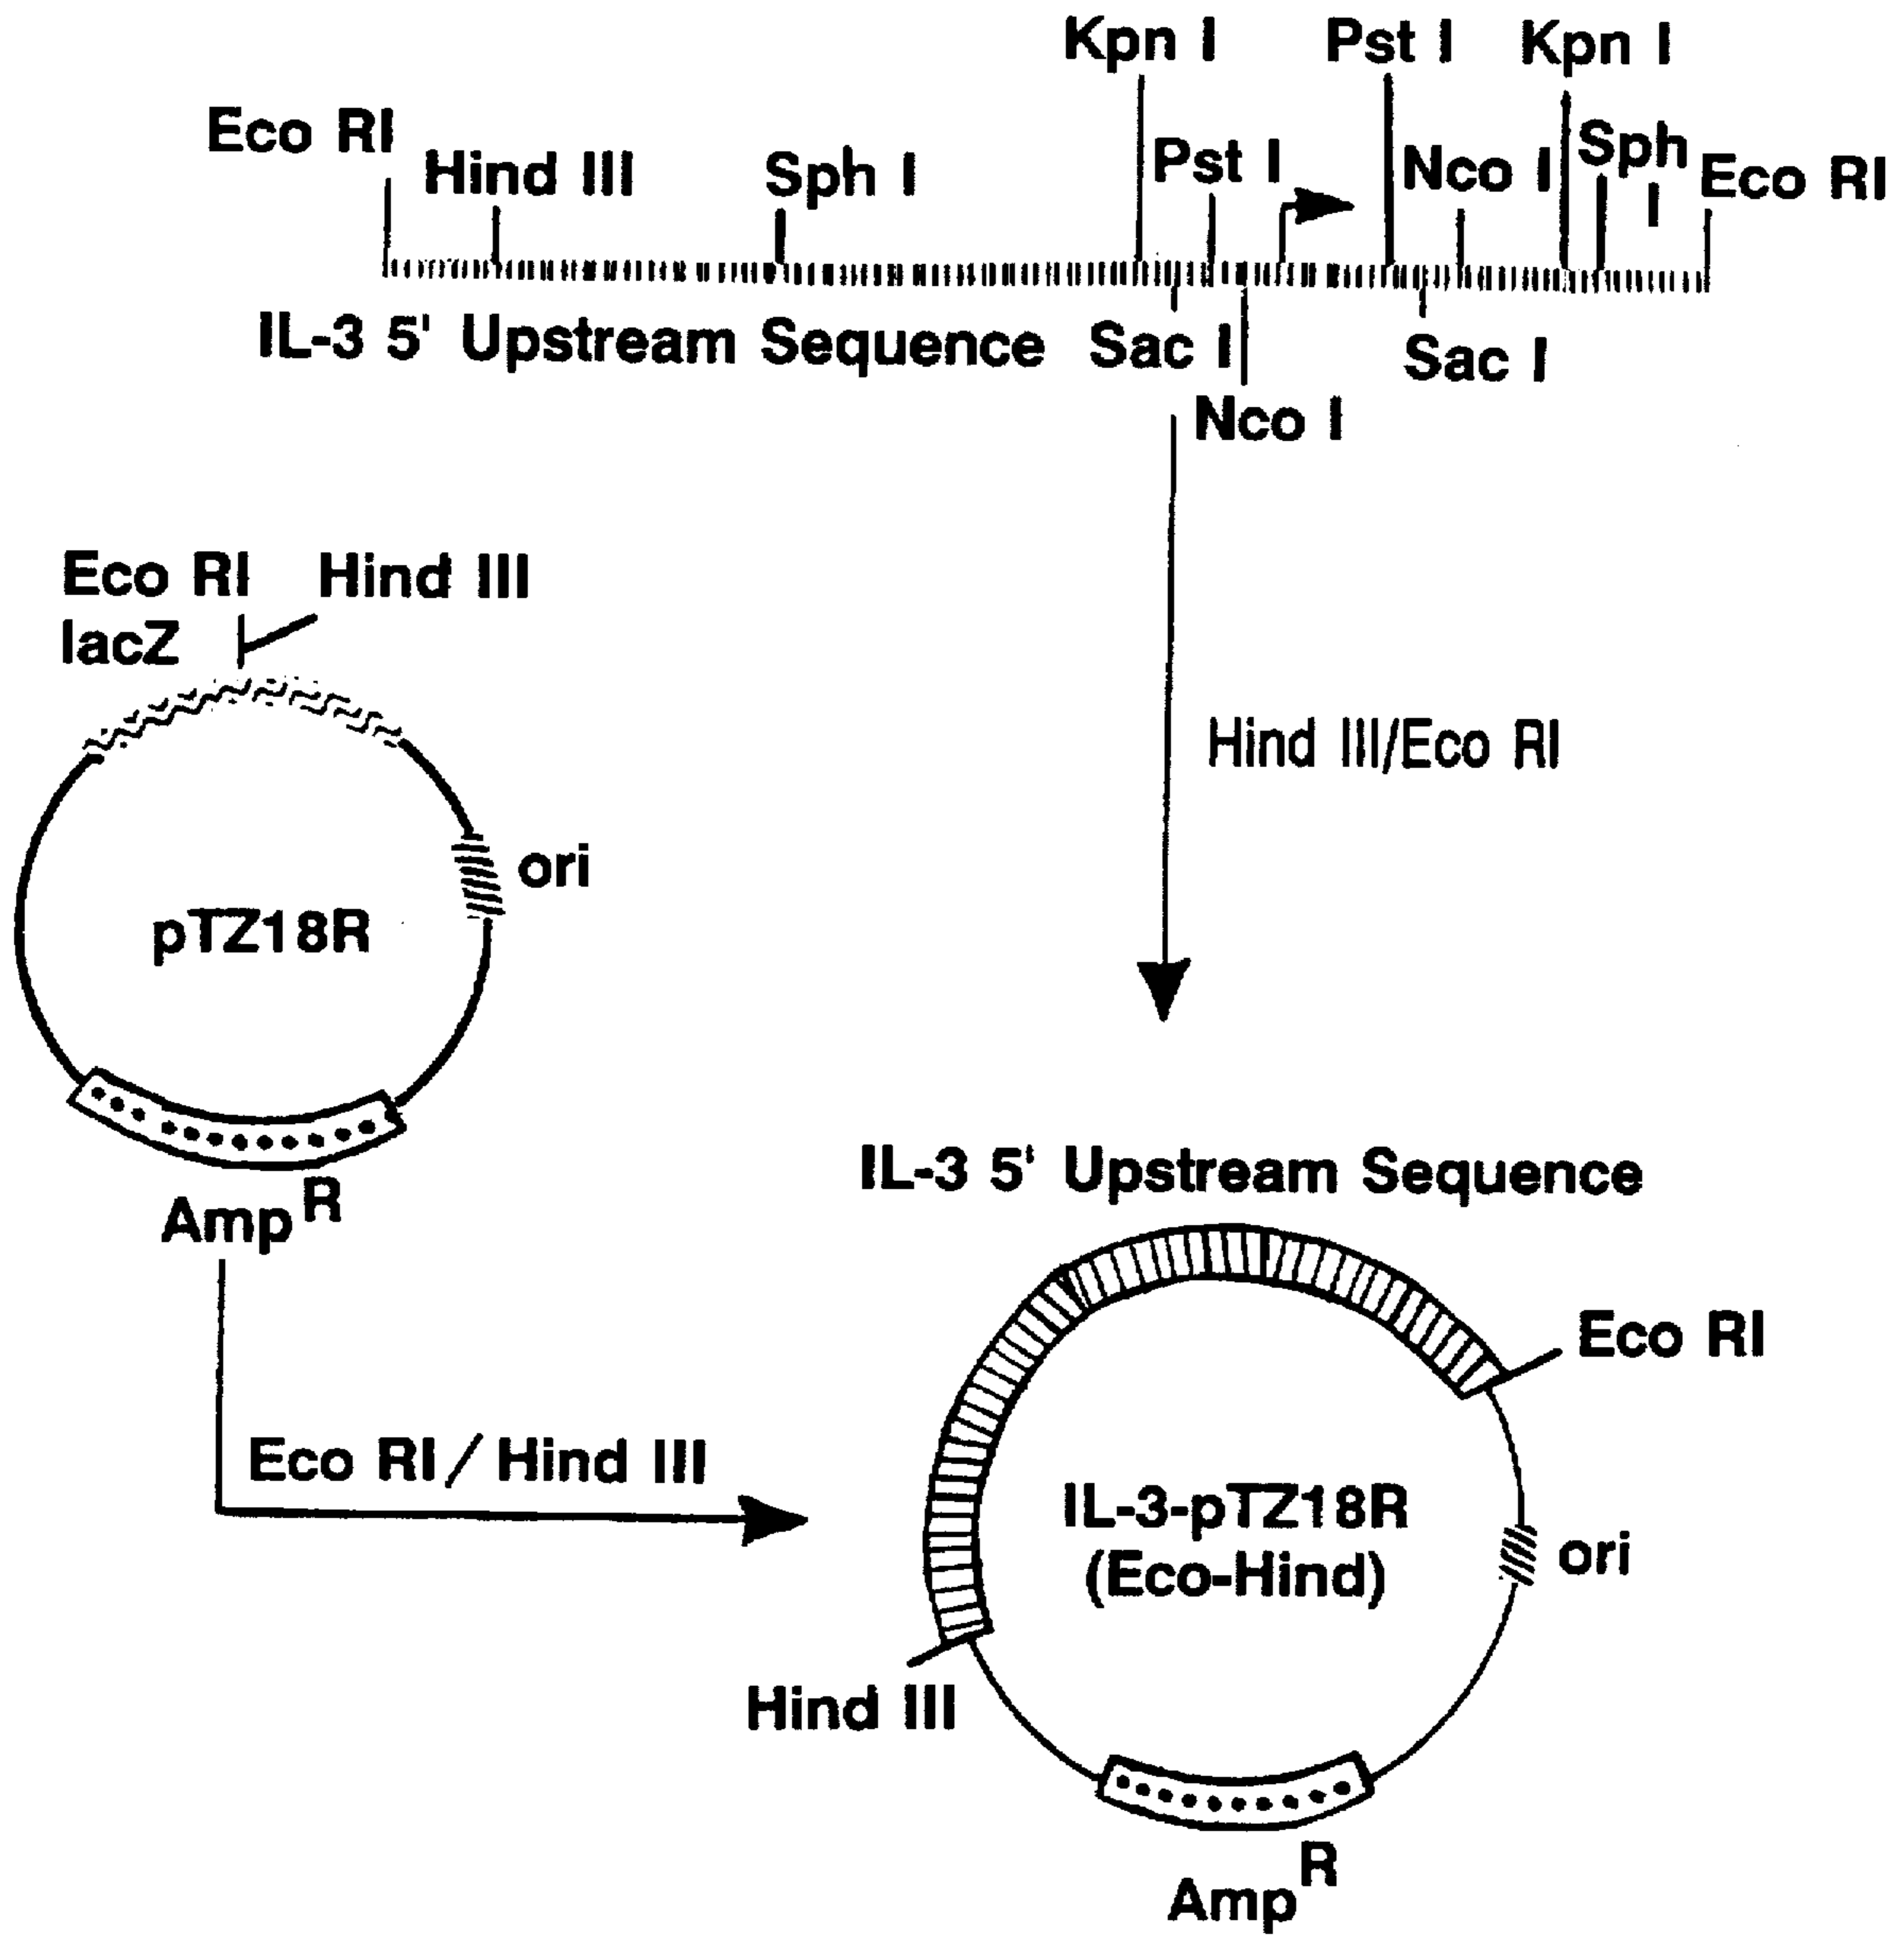 Kpn I Pst I Kpn I
Eco RI Hind III Sph I Pst I Nco I Sph I Eco RI
IL-3 5' Upstream Sequence Sac I Sac I
Nco I
Eco RI Hind III
lacZ
Hind III/Eco RI
ori
pTZ18R
Amp R
IL-3 5' Upstream Sequence
Eco RI
Eco RI / Hind III
IL-3-pTZ18R
(Eco-Hind)
ori
Hind III
Amp R